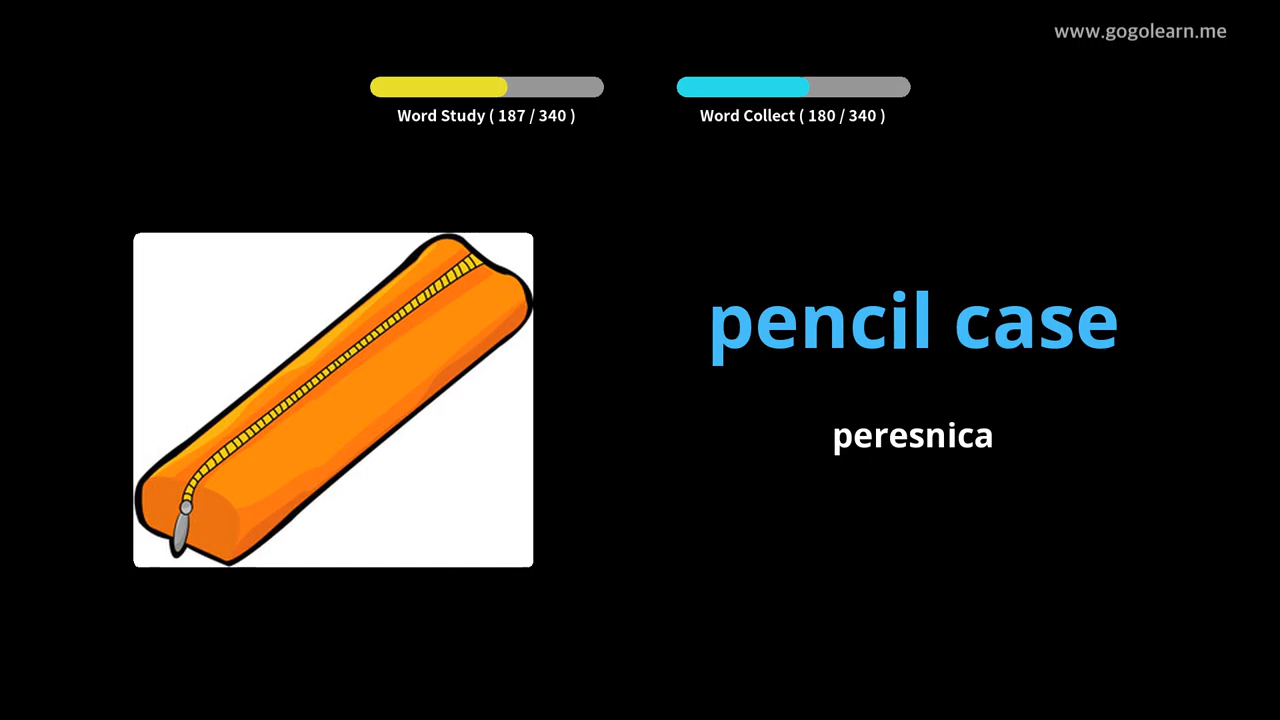 www.gogolearn.me
Word Study ( 187 / 340 )
Word Collect ( 180 / 340 )
pencil case
peresnica